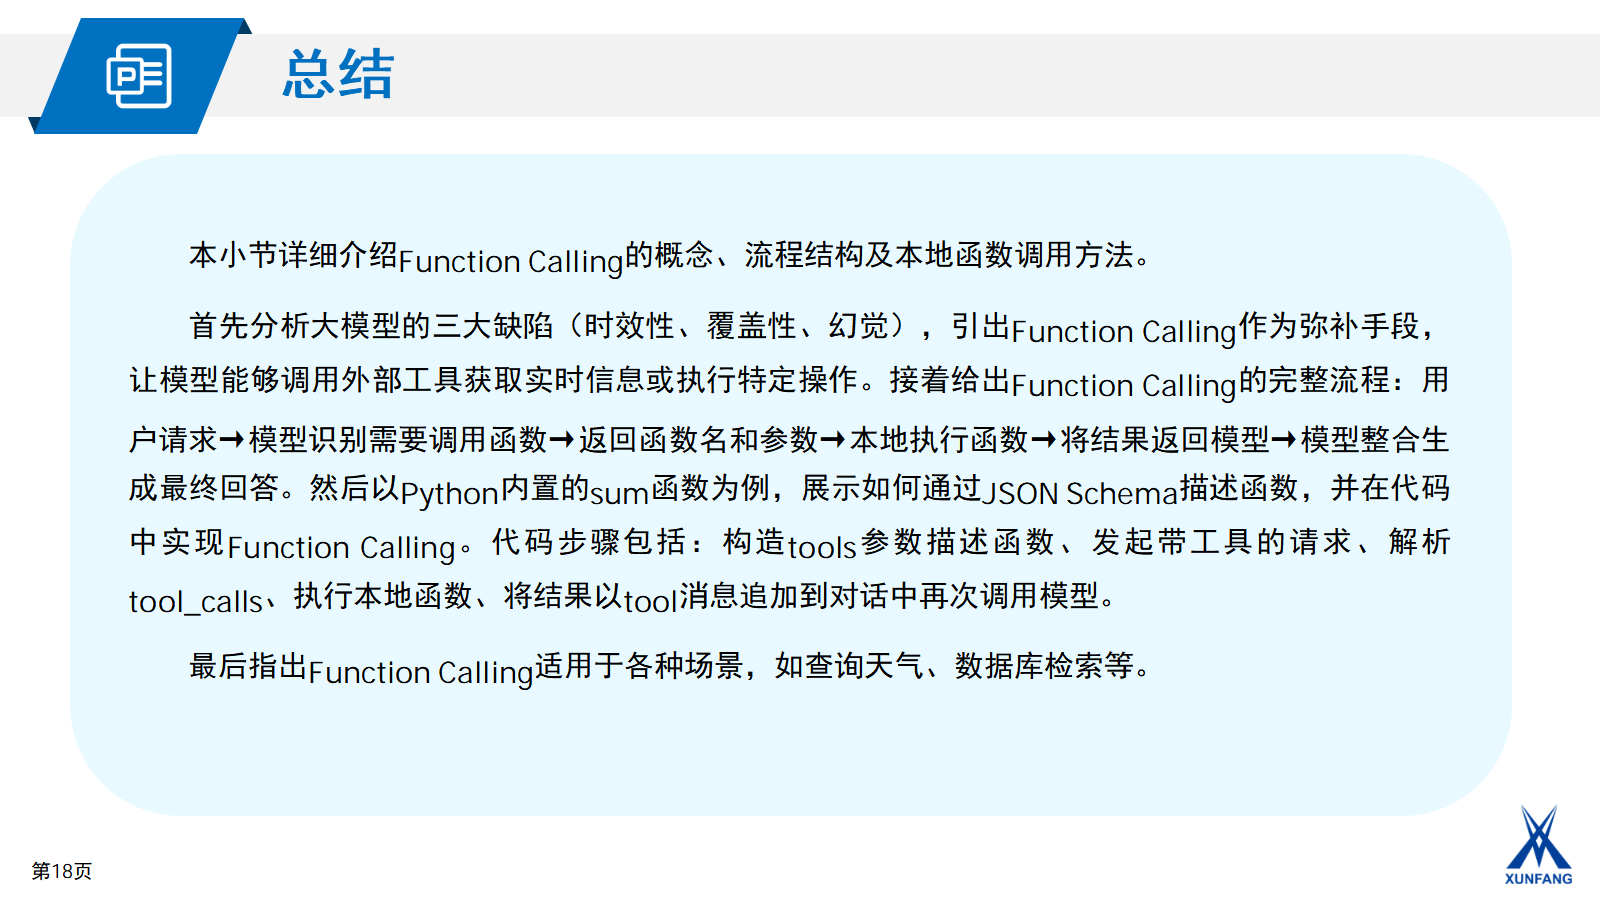 总结
本小节详细介绍Function Calling的概念、流程结构及本地函数调用方法。
首先分析大模型的三大缺陷（时效性、覆盖性、幻觉），引出Function Calling作为弥补手段，
让模型能够调用外部工具获取实时信息或执行特定操作。接着给出Function Calling的完整流程：用
户请求→模型识别需要调用函数→返回函数名和参数→本地执行函数→将结果返回模型→模型整合生
成最终回答。然后以Python内置的sum函数为例，展示如何通过JSON Schema描述函数，并在代码
中实现Function Calling。代码步骤包括：构造tools参数描述函数、发起带工具的请求、解析
tool_calls、执行本地函数、将结果以tool消息追加到对话中再次调用模型。
最后指出Function Calling适用于各种场景，如查询天气、数据库检索等。
第18页
XUNFANG